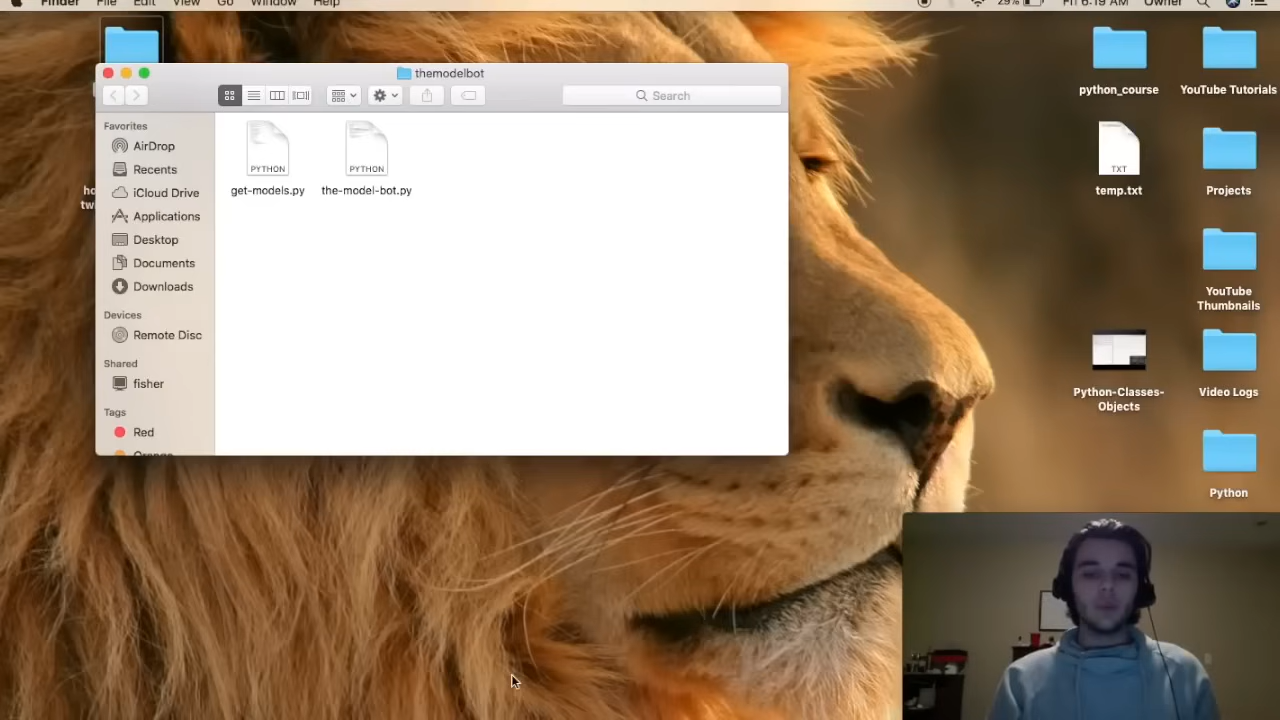 Finder File Edit View Go Window Help
29% Fri 6:19 AM Owner
themodelbot
Search
Favorites
AirDrop
Recents
iCloud Drive
Applications
Desktop
Documents
Downloads
Devices
Remote Disc
Shared
fisher
Tags
Red
Orange
PYTHON
get-models.py
PYTHON
the-model-bot.py
python_course
YouTube Tutorials
TXT
temp.txt
Projects
YouTube
Thumbnails
Python-Classes-
Objects
Video Logs
Python